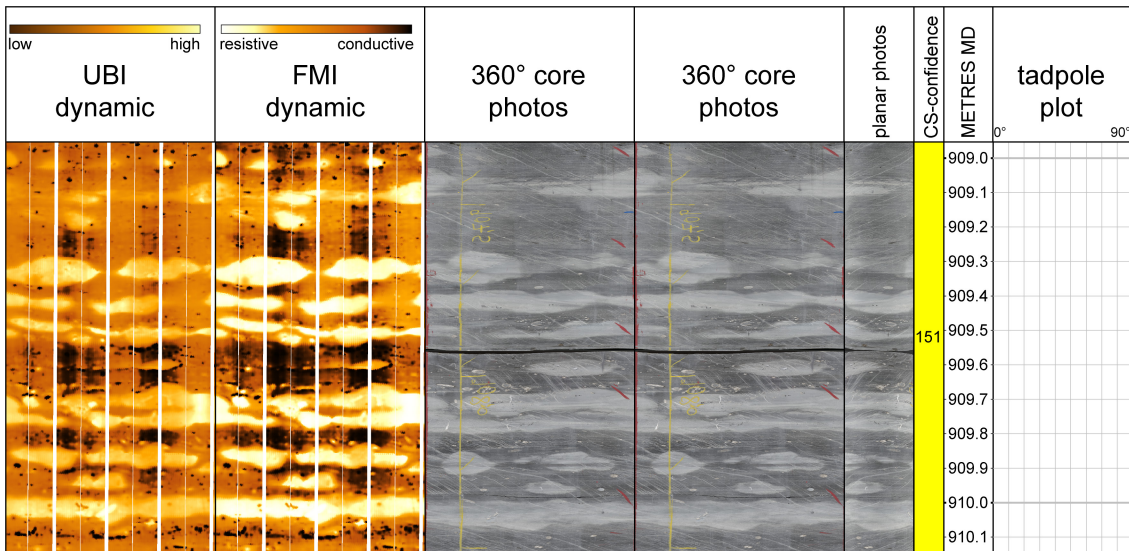 low high
UBI
dynamic
resistive conductive
FMI
dynamic
360° core
photos
360° core
photos
planar photos
CS-confidence
METRES MD
tadpole
plot
0° 90°
151
909.0
909.1
909.2
909.3
909.4
909.5
909.6
909.7
909.8
909.9
910.0
910.1